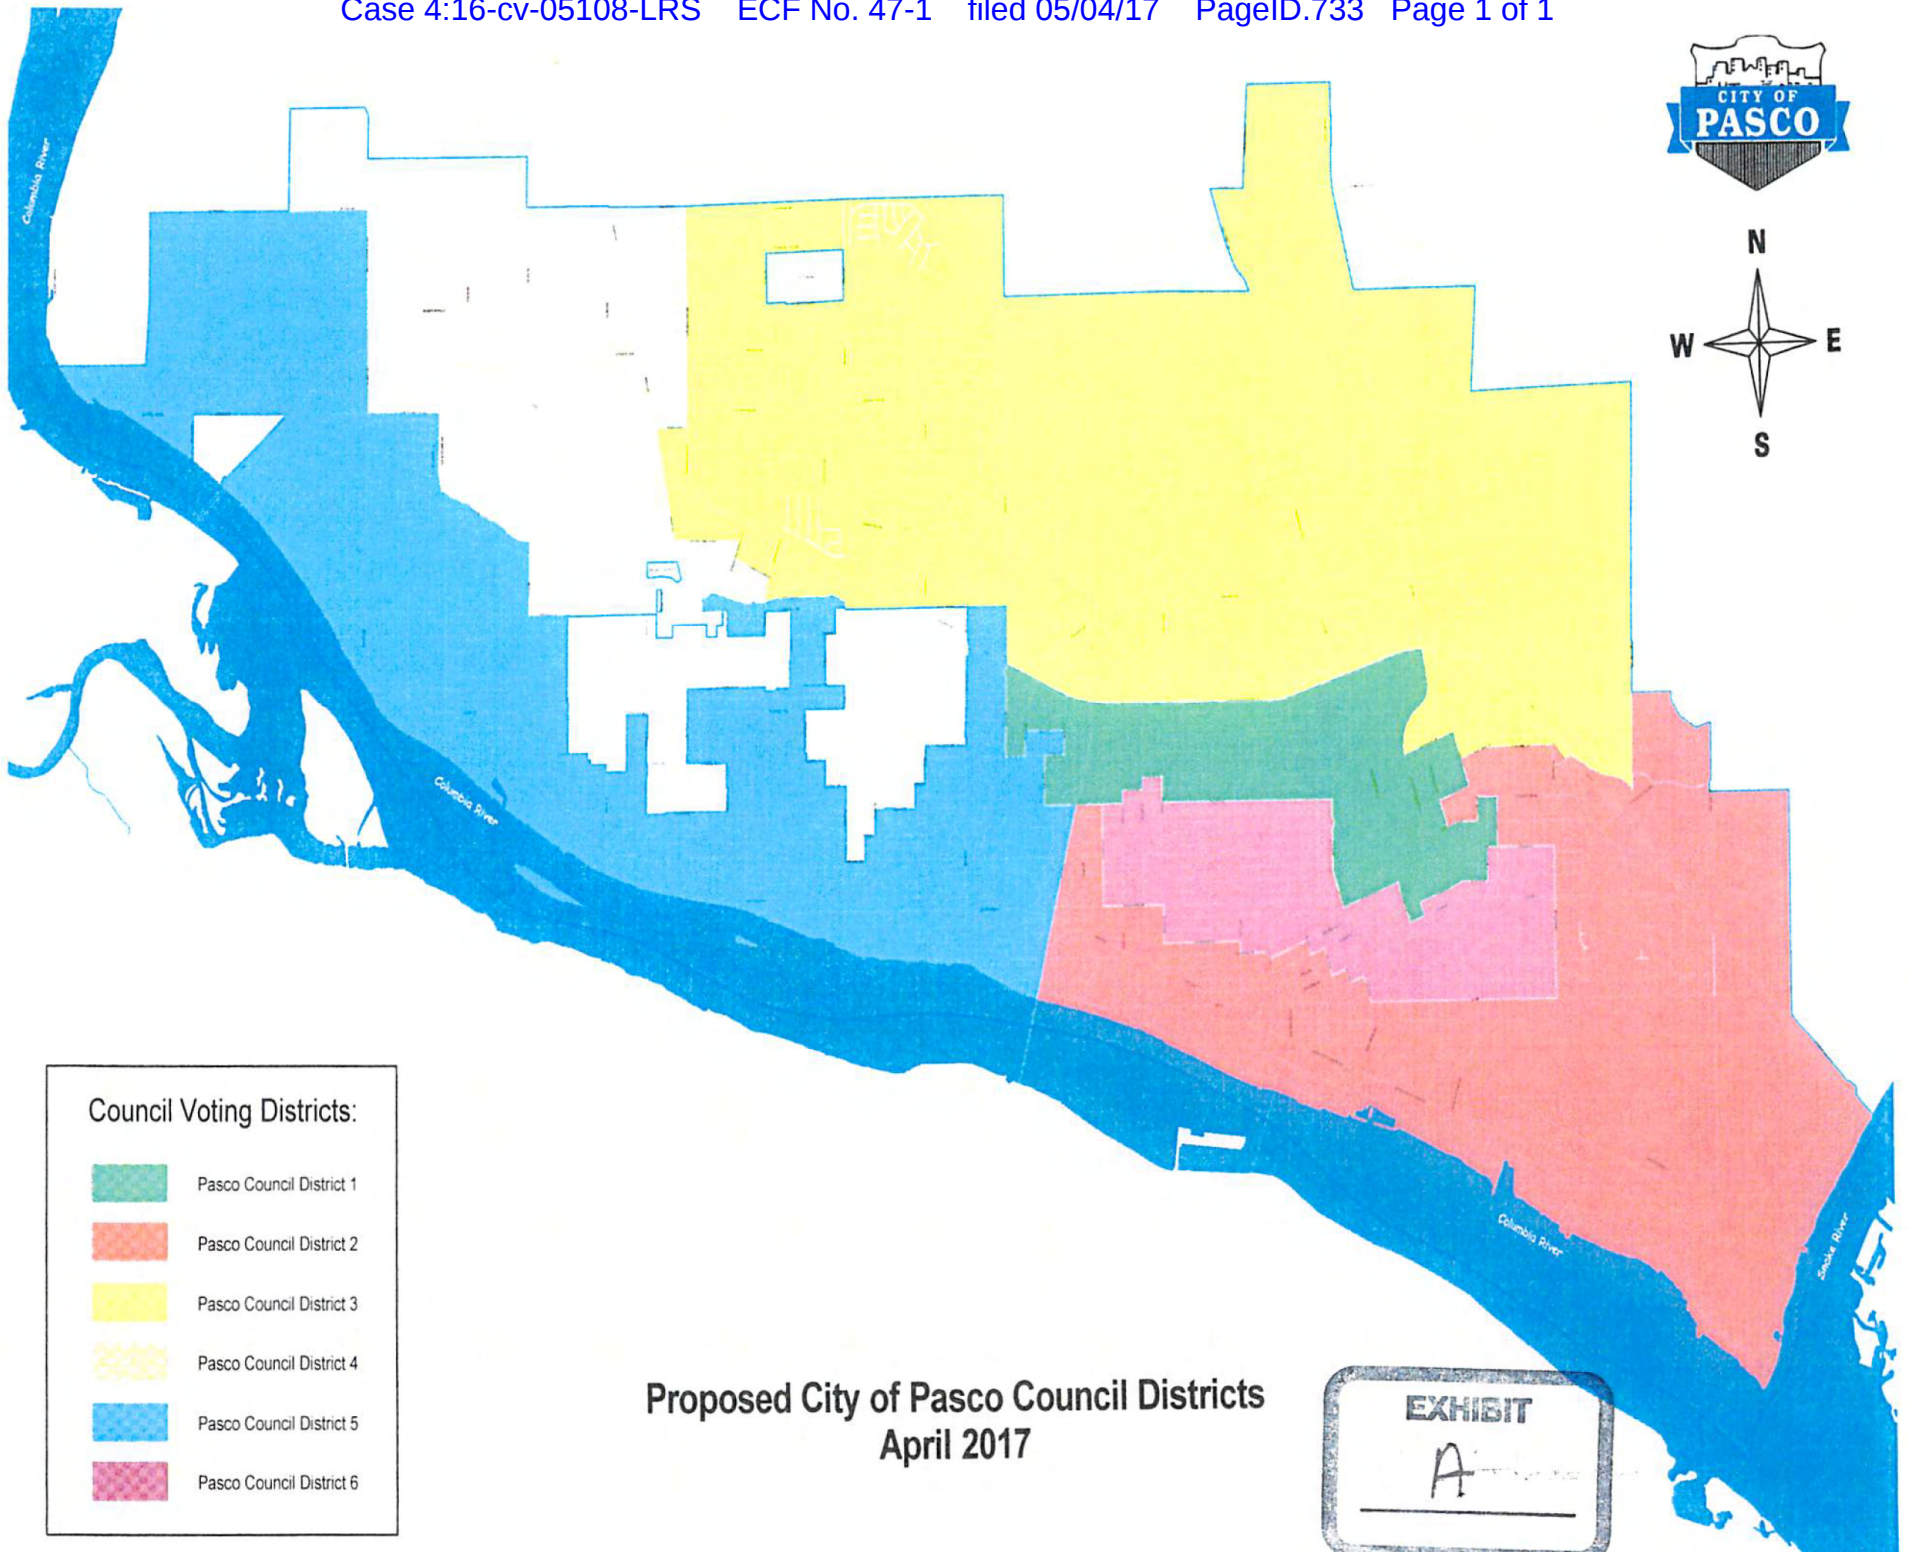 Case 4:16-cv-05108-LRS ECF No. 47-1 filed 05/04/17 PageID.733 Page 1 of 1
CITY OF
PASCO
N
W E
S
Columbia River
Columbia River
Columbia River
Snake River
Council Voting Districts:
Pasco Council District 1
Pasco Council District 2
Pasco Council District 3
Pasco Council District 4
Pasco Council District 5
Pasco Council District 6
Proposed City of Pasco Council Districts
April 2017
EXHIBIT
A